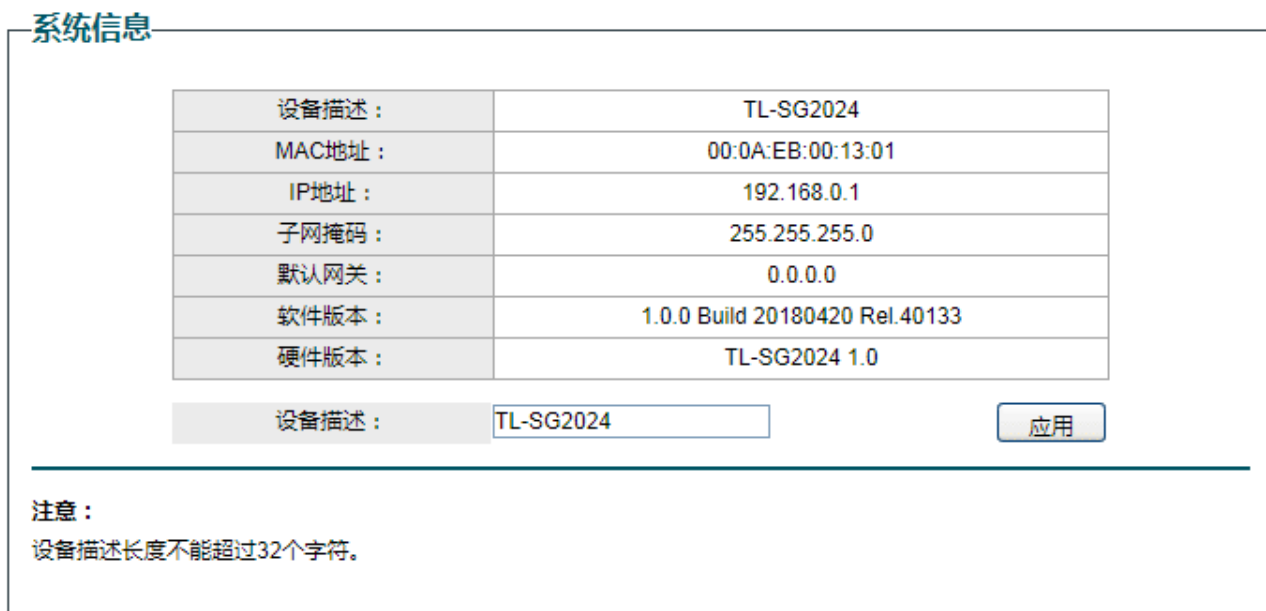 系统信息
设备描述： TL-SG2024
MAC地址： 00:0A:EB:00:13:01
IP地址： 192.168.0.1
子网掩码： 255.255.255.0
默认网关： 0.0.0.0
软件版本： 1.0.0 Build 20180420 Rel.40133
硬件版本： TL-SG2024 1.0
设备描述： TL-SG2024 应用
注意：
设备描述长度不能超过32个字符。